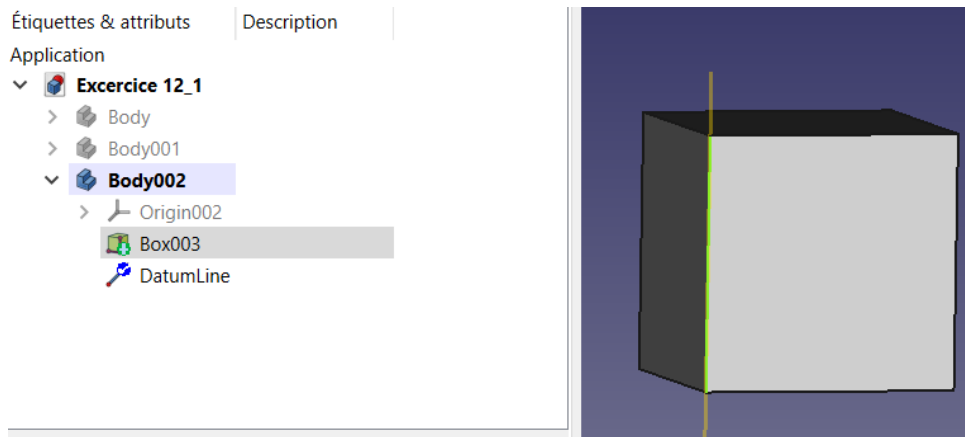 Étiquettes & attributs Description
Application
Excercice 12_1
Body
Body001
Body002
Origin002
Box003
DatumLine